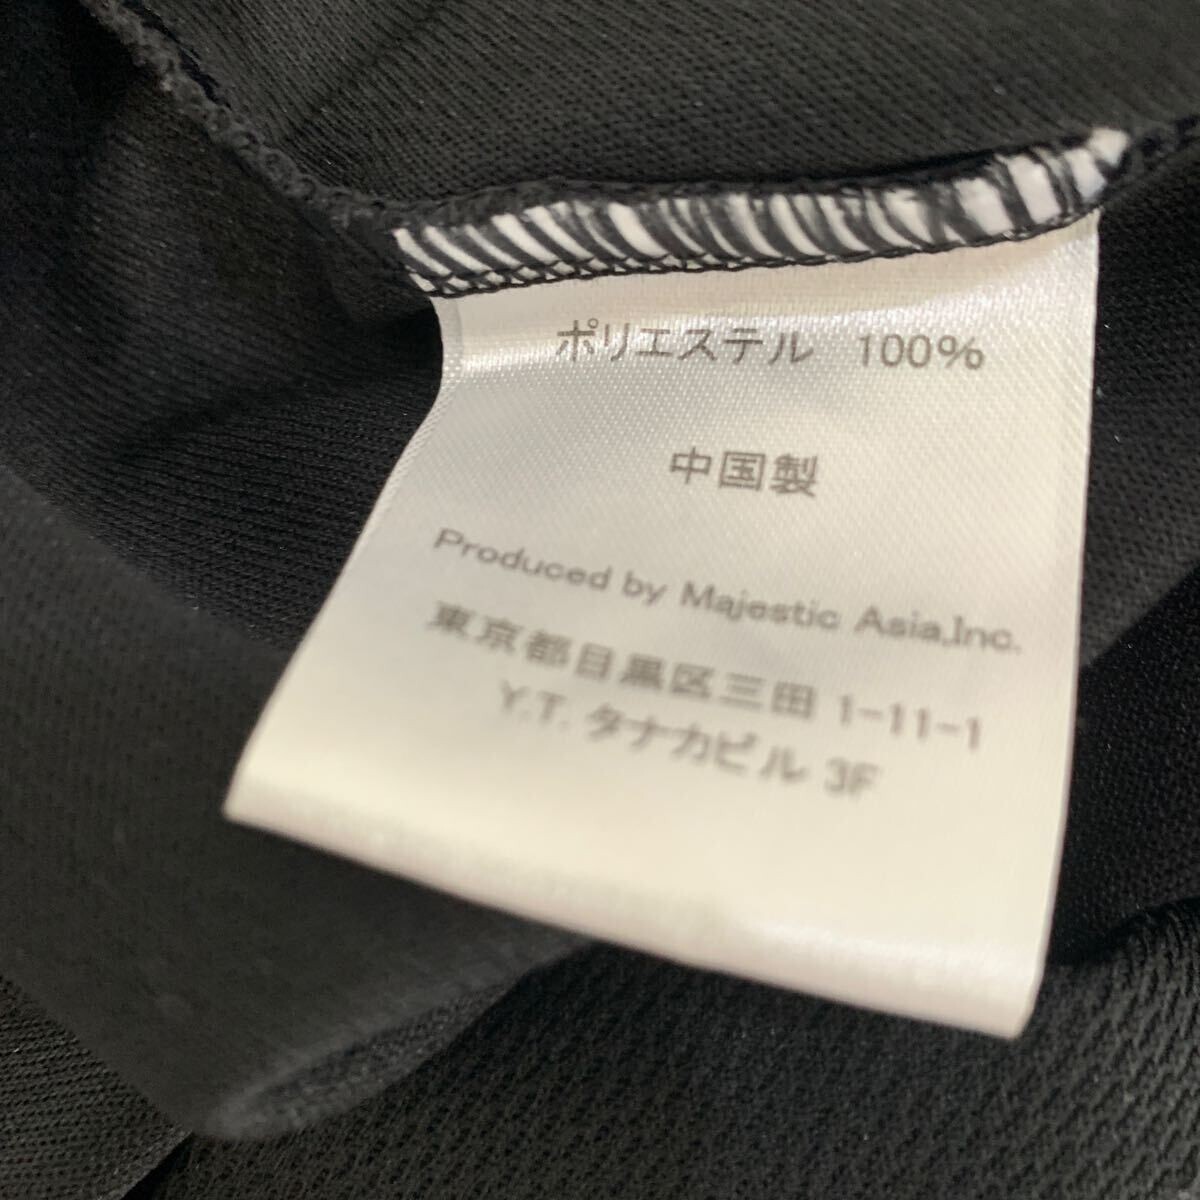 ポリエステル 100%
中国製
Produced by Majestic Asia,Inc.
東京都目黒区三田 1-11-1
Y.T. タナカビル 3F